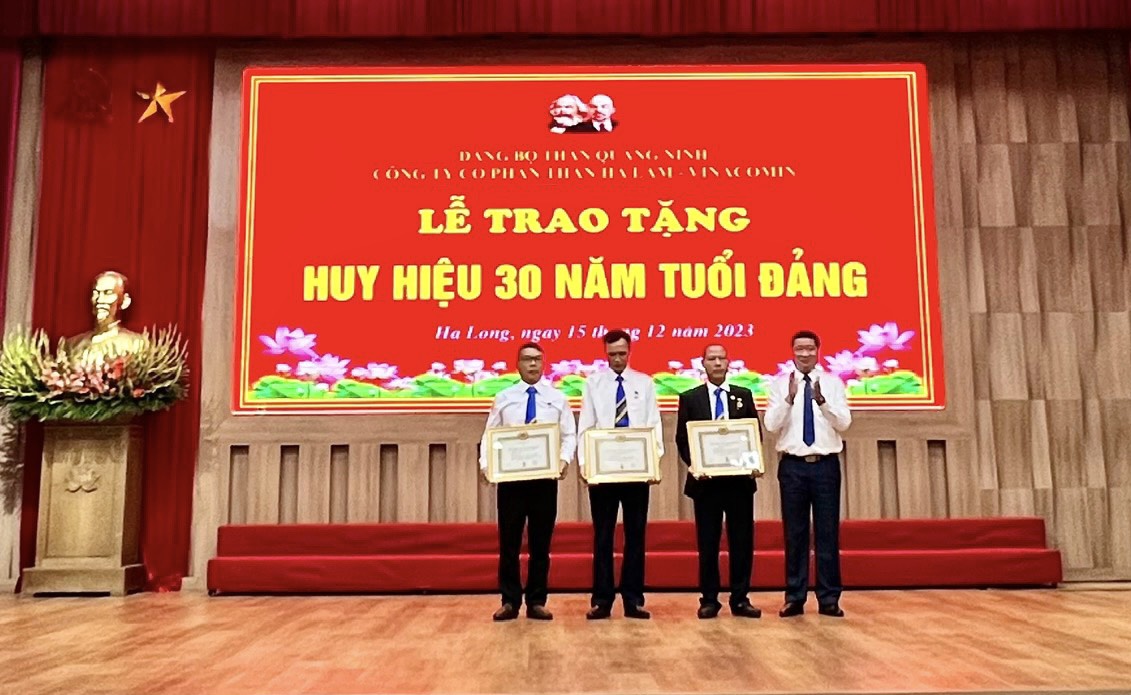 ĐẢNG BỘ THAN QUẢNG NINH
CÔNG TY CỔ PHẦN THAN HÀ LẦM - VINACOMIN
LỄ TRAO TẶNG
HUY HIỆU 30 NĂM TUỔI ĐẢNG
Hạ Long, ngày 15 tháng 12 năm 2023